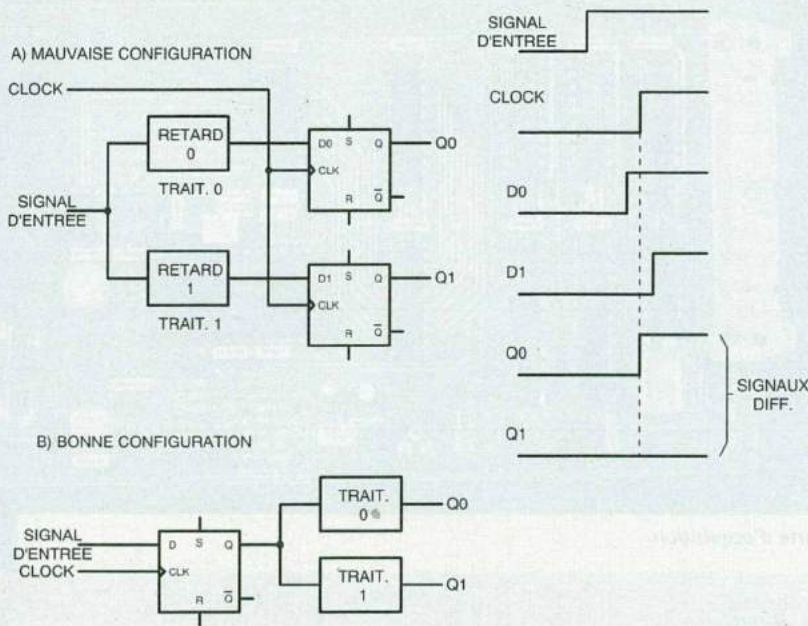 A) MAUVAISE CONFIGURATION
CLOCK
RETARD
0
TRAIT. 0
D0 S Q
CLK
R Q̅
Q0
SIGNAL
D'ENTREE
RETARD
1
TRAIT. 1
D1 S Q
CLK
R Q̅
Q1
SIGNAL
D'ENTREE
CLOCK
D0
D1
Q0
Q1
SIGNAUX
DIFF.
B) BONNE CONFIGURATION
SIGNAL
D'ENTREE
CLOCK
D S Q
CLK
R Q̅
TRAIT.
0
Q0
TRAIT.
1
Q1